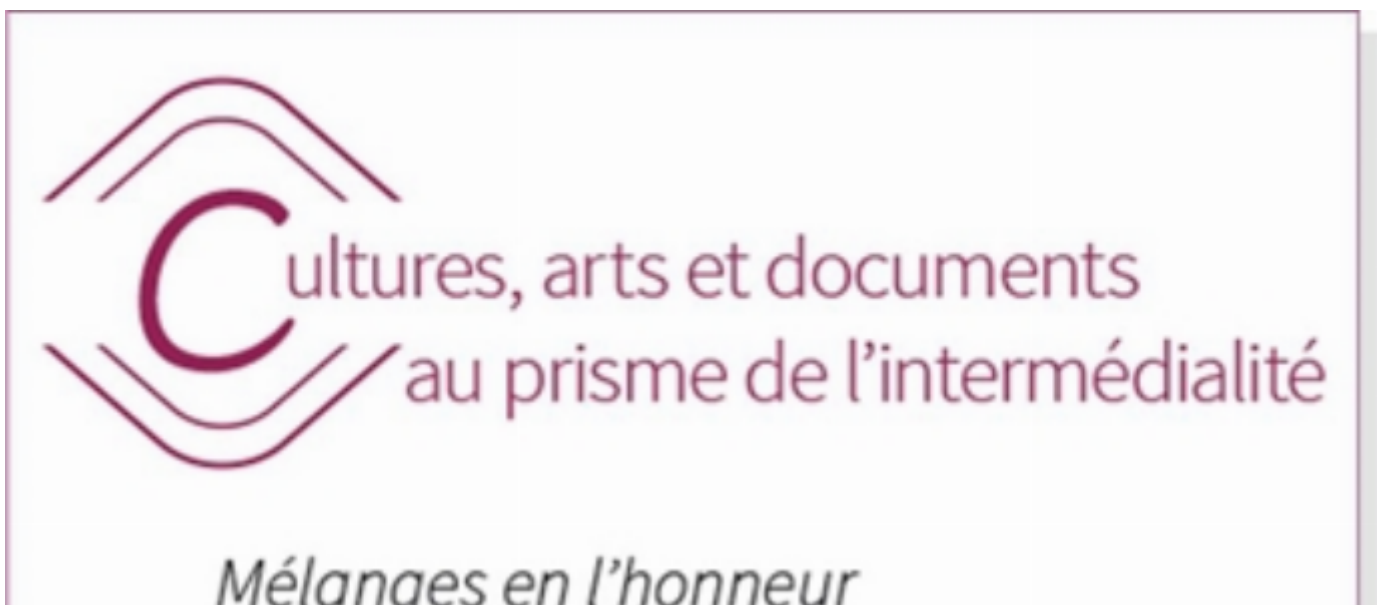 Cultures, arts et documents
au prisme de l’intermédialité
Mélanges en l’honneur